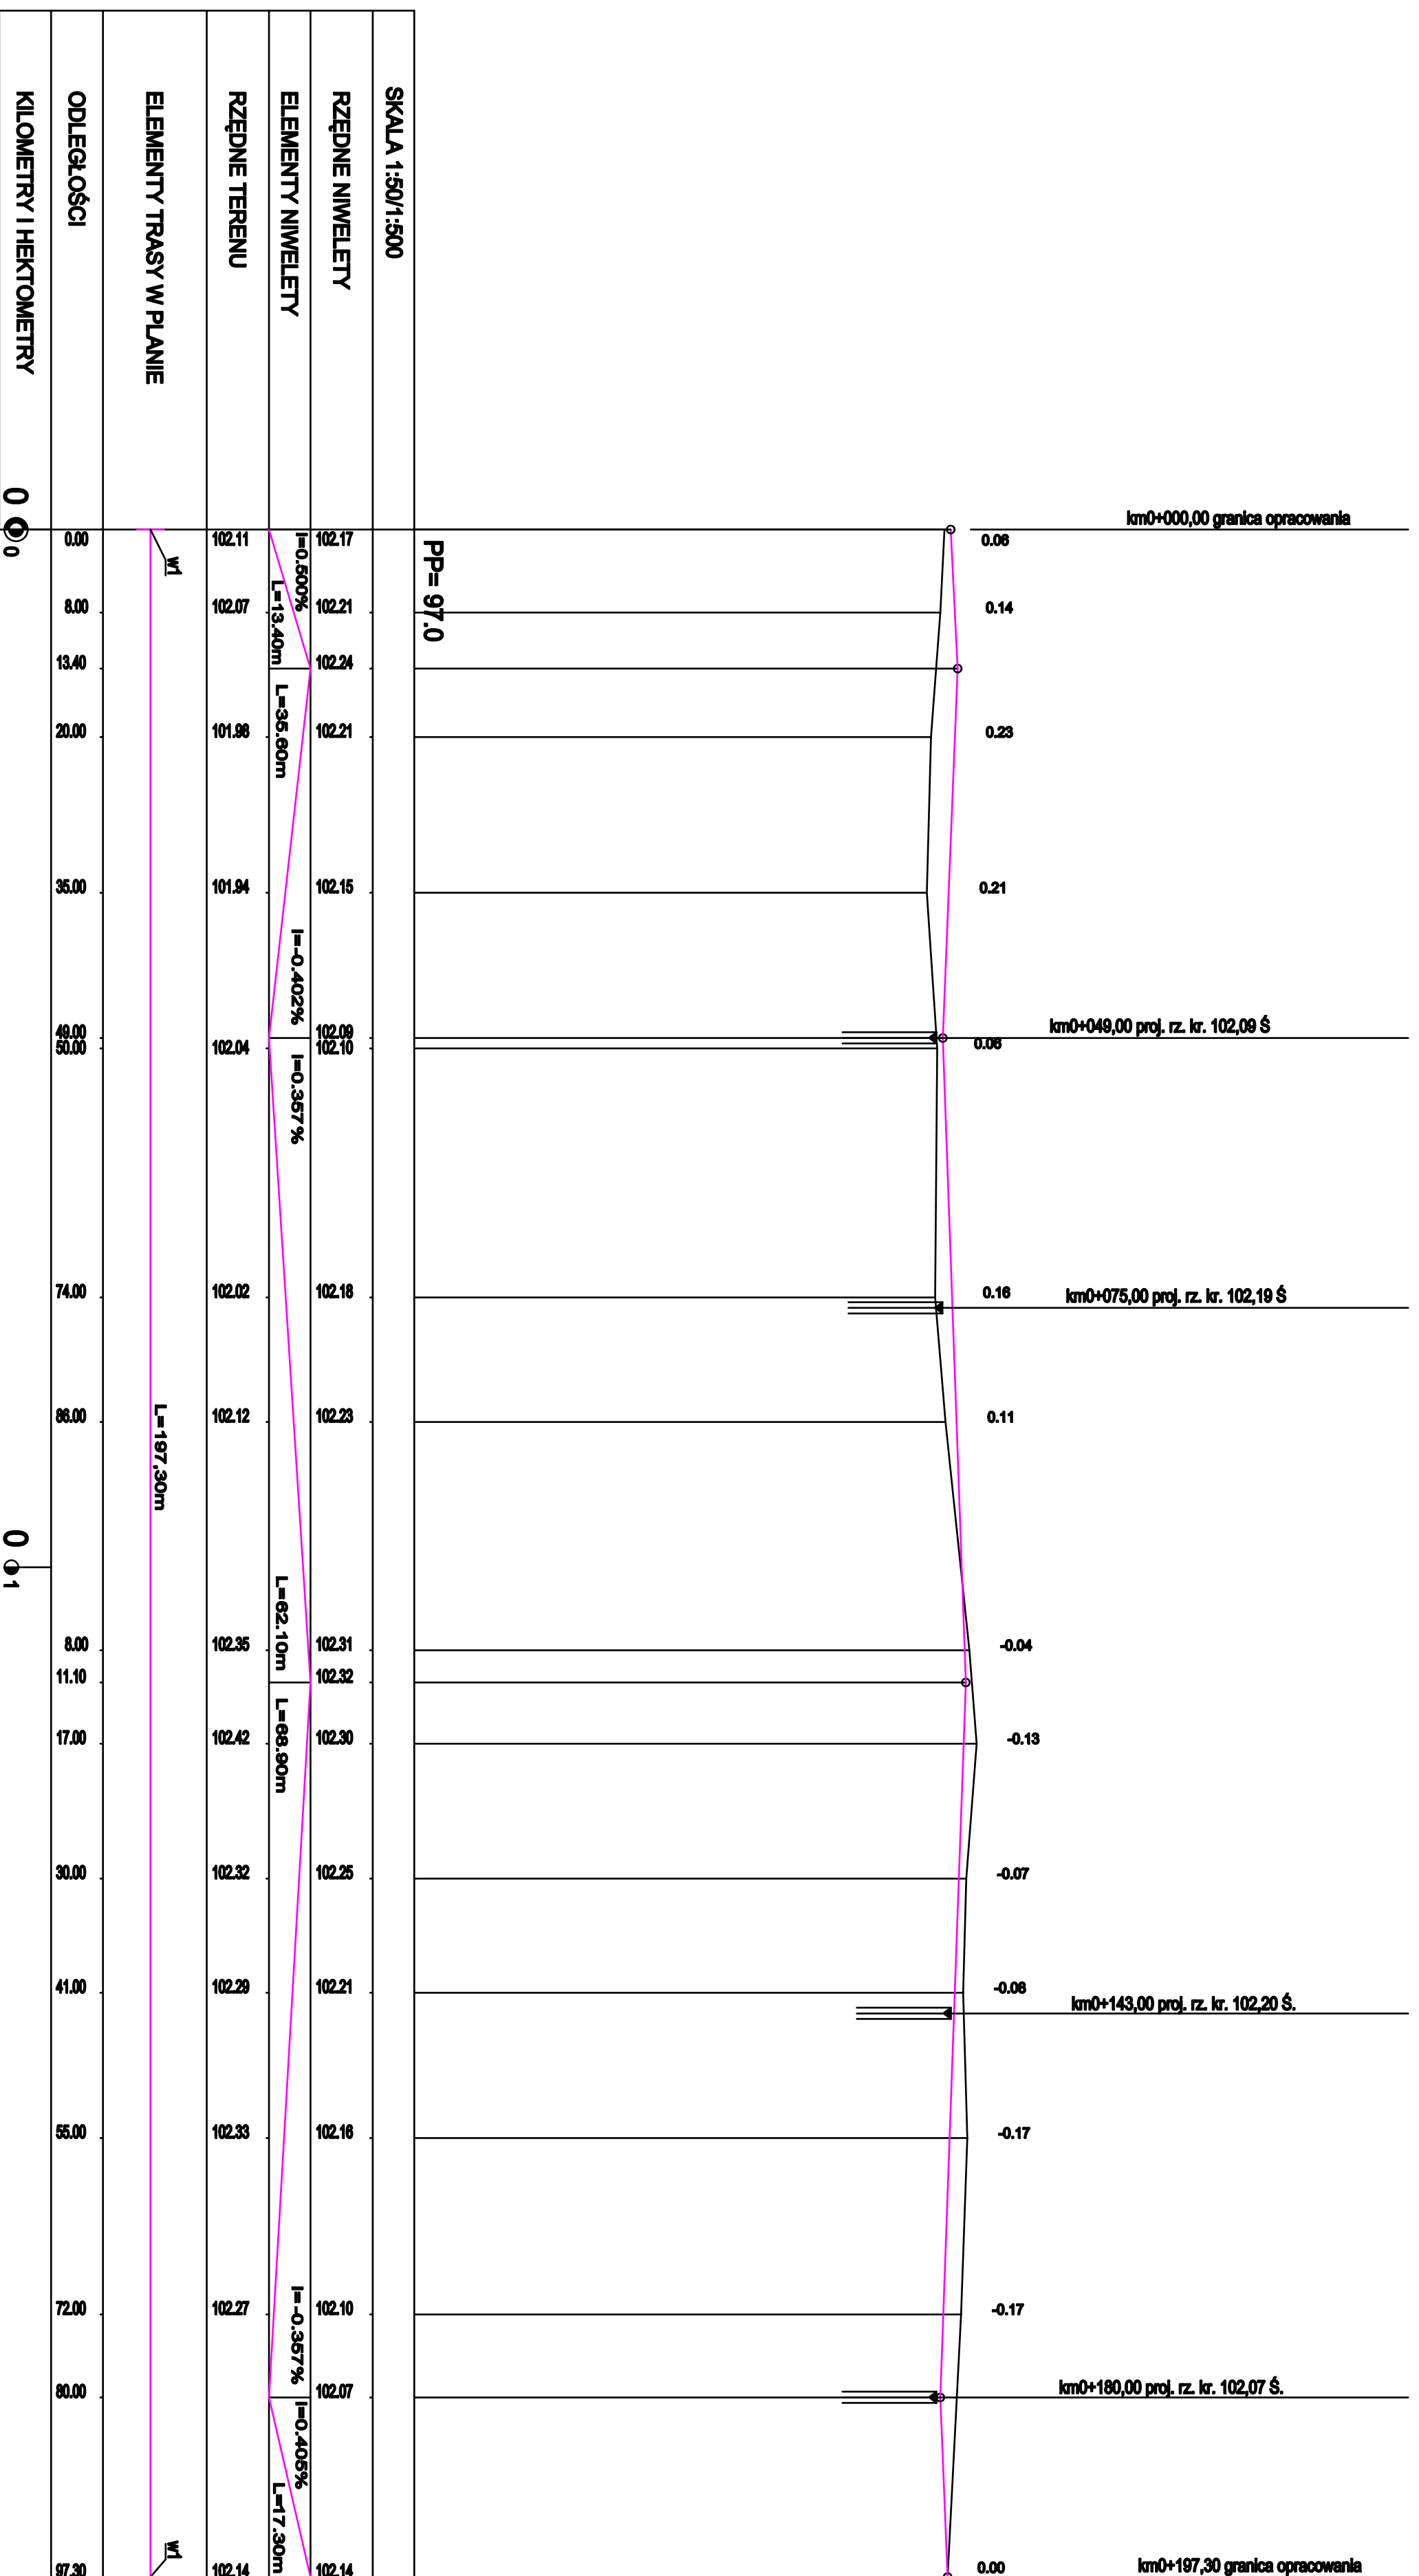 km0+000,00 granica opracowania
km0+049,00 proj. rz. kr. 102,09 Ś
km0+075,00 proj. rz. kr. 102,19 Ś
km0+143,00 proj. rz. kr. 102,20 Ś.
km0+180,00 proj. rz. kr. 102,07 Ś.
km0+197,30 granica opracowania
0.06 0.14 0.23 0.21 0.06 0.16 0.11 -0.04 -0.13 -0.07 -0.08 -0.17 -0.17 0.00
PP= 97.0
SKALA 1:50/1:500
RZĘDNE NIWELETY 102.17 102.21 102.24 102.21 102.15 102.09 102.10 102.18 102.23 102.31 102.32 102.30 102.25 102.21 102.16 102.10 102.07 102.14
ELEMENTY NIWELETY i=0.500% i=-0.402% i=0.357% i=-0.357% i=0.405%
L=13.40m L=35.60m L=62.10m L=68.90m L=17.30m
RZĘDNE TERENU 102.11 102.07 101.98 101.94 102.04 102.02 102.12 102.35 102.42 102.32 102.29 102.33 102.27 102.14
ELEMENTY TRASY W PLANIE w1 L=197,30m w1
ODLEGŁOŚCI 0.00 8.00 13.40 20.00 35.00 49.00 50.00 74.00 86.00 8.00 11.10 17.00 30.00 41.00 55.00 72.00 80.00 97.30
KILOMETRY I HEKTOMETRY 0 0 0 1